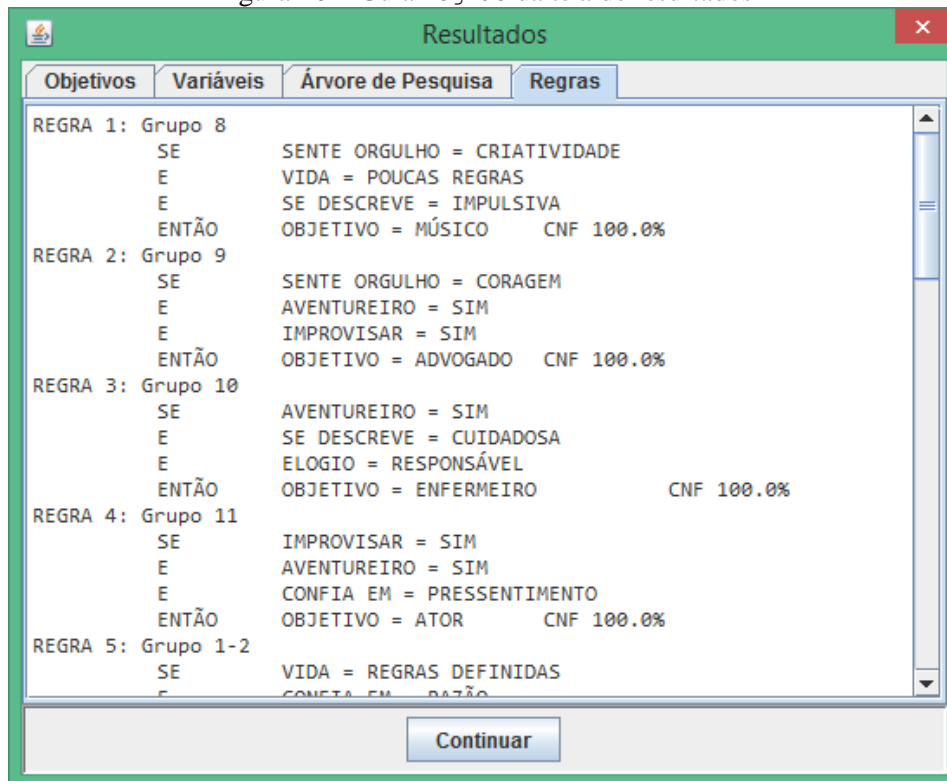 Resultados
Objetivos Variáveis Árvore de Pesquisa Regras
REGRA 1: Grupo 8
SE SENTE ORGULHO = CRIATIVIDADE
E VIDA = POUCAS REGRAS
E SE DESCREVE = IMPULSIVA
ENTÃO OBJETIVO = MÚSICO CNF 100.0%
REGRA 2: Grupo 9
SE SENTE ORGULHO = CORAGEM
E AVENTUREIRO = SIM
E IMPROVISAR = SIM
ENTÃO OBJETIVO = ADVOGADO CNF 100.0%
REGRA 3: Grupo 10
SE AVENTUREIRO = SIM
E SE DESCREVE = CUIDADOSA
E ELOGIO = RESPONSÁVEL
ENTÃO OBJETIVO = ENFERMEIRO CNF 100.0%
REGRA 4: Grupo 11
SE IMPROVISAR = SIM
E AVENTUREIRO = SIM
E CONFIA EM = PRESSENTIMENTO
ENTÃO OBJETIVO = ATOR CNF 100.0%
REGRA 5: Grupo 1-2
SE VIDA = REGRAS DEFINIDAS
E CONFIA EM = RAZÃO
Continuar